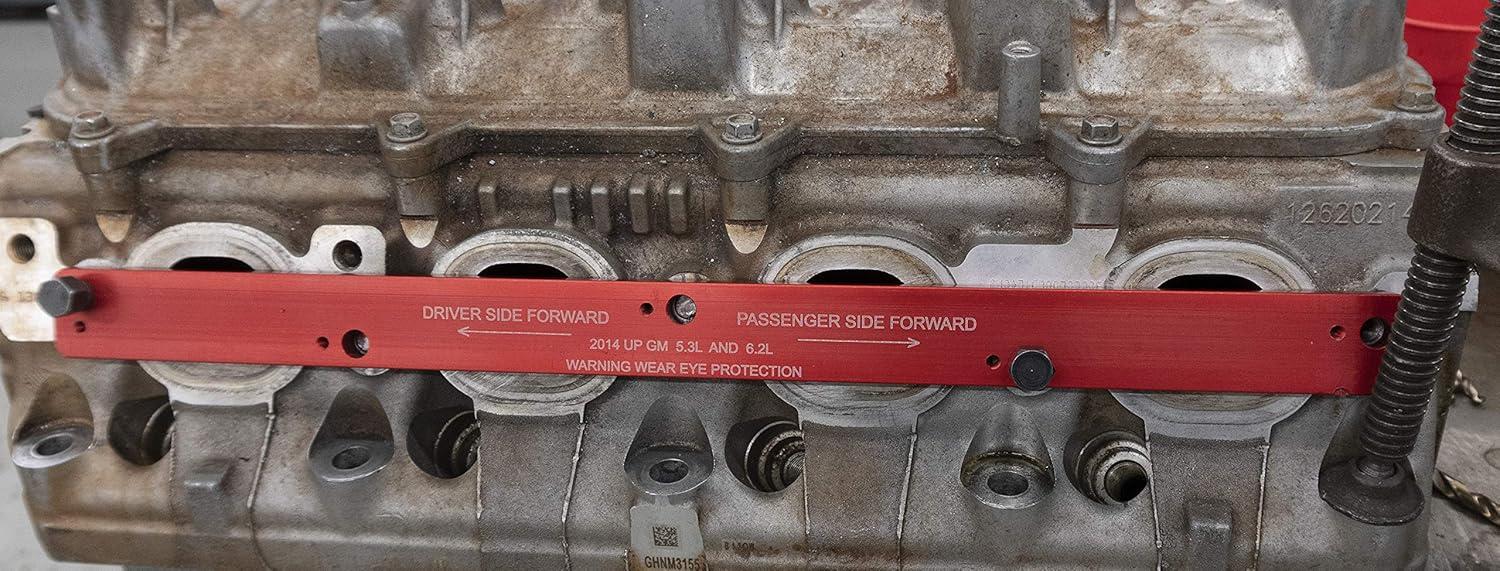 12620214
DRIVER SIDE FORWARD
PASSENGER SIDE FORWARD
2014 UP GM 5.3L AND 6.2L
WARNING WEAR EYE PROTECTION
GHNM3155